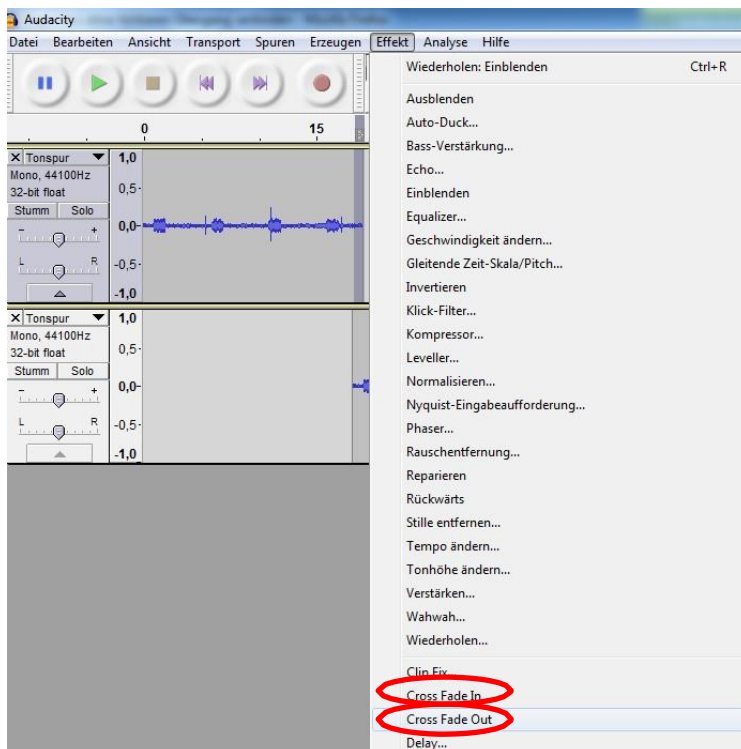 Audacity
Datei Bearbeiten Ansicht Transport Spuren Erzeugen Effekt Analyse Hilfe
0 15
X Tonspur
Mono, 44100Hz
32-bit float
Stumm Solo
- +
L R
1,0
0,5
0,0
-0,5
-1,0
X Tonspur
Mono, 44100Hz
32-bit float
Stumm Solo
- +
L R
1,0
0,5
0,0
-0,5
-1,0
Wiederholen: Einblenden Ctrl+R
Ausblenden
Auto-Duck...
Bass-Verstärkung...
Echo...
Einblenden
Equalizer...
Geschwindigkeit ändern...
Gleitende Zeit-Skala/Pitch...
Invertieren
Klick-Filter...
Kompressor...
Leveller...
Normalisieren...
Nyquist-Eingabeaufforderung...
Phaser...
Rauschentfernung...
Reparieren
Rückwärts
Stille entfernen...
Tempo ändern...
Tonhöhe ändern...
Verstärken...
Wahwah...
Wiederholen...
Clip Fix...
Cross Fade In
Cross Fade Out
Delay...